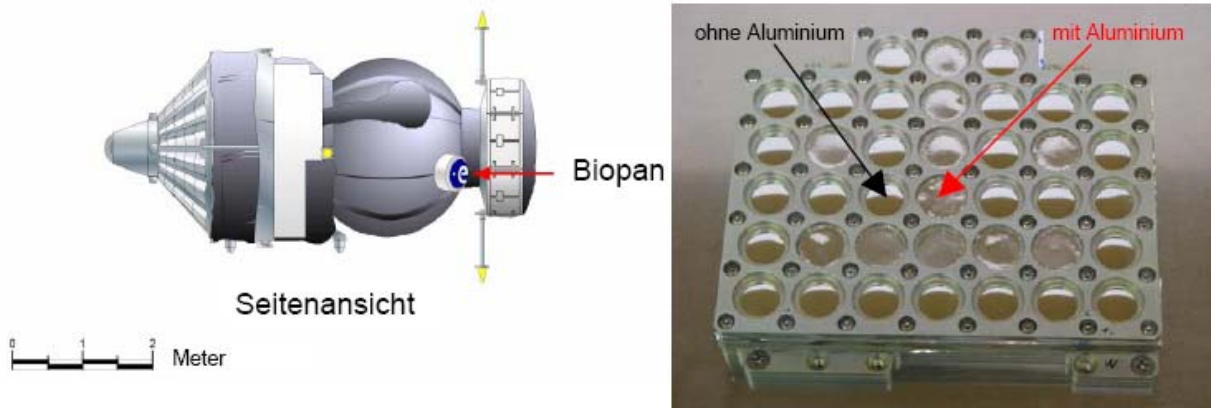 Biopan
e
Seitenansicht
0 1 2
Meter
ohne Aluminium
mit Aluminium